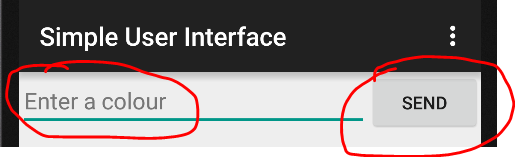 Simple User Interface
Enter a colour
SEND